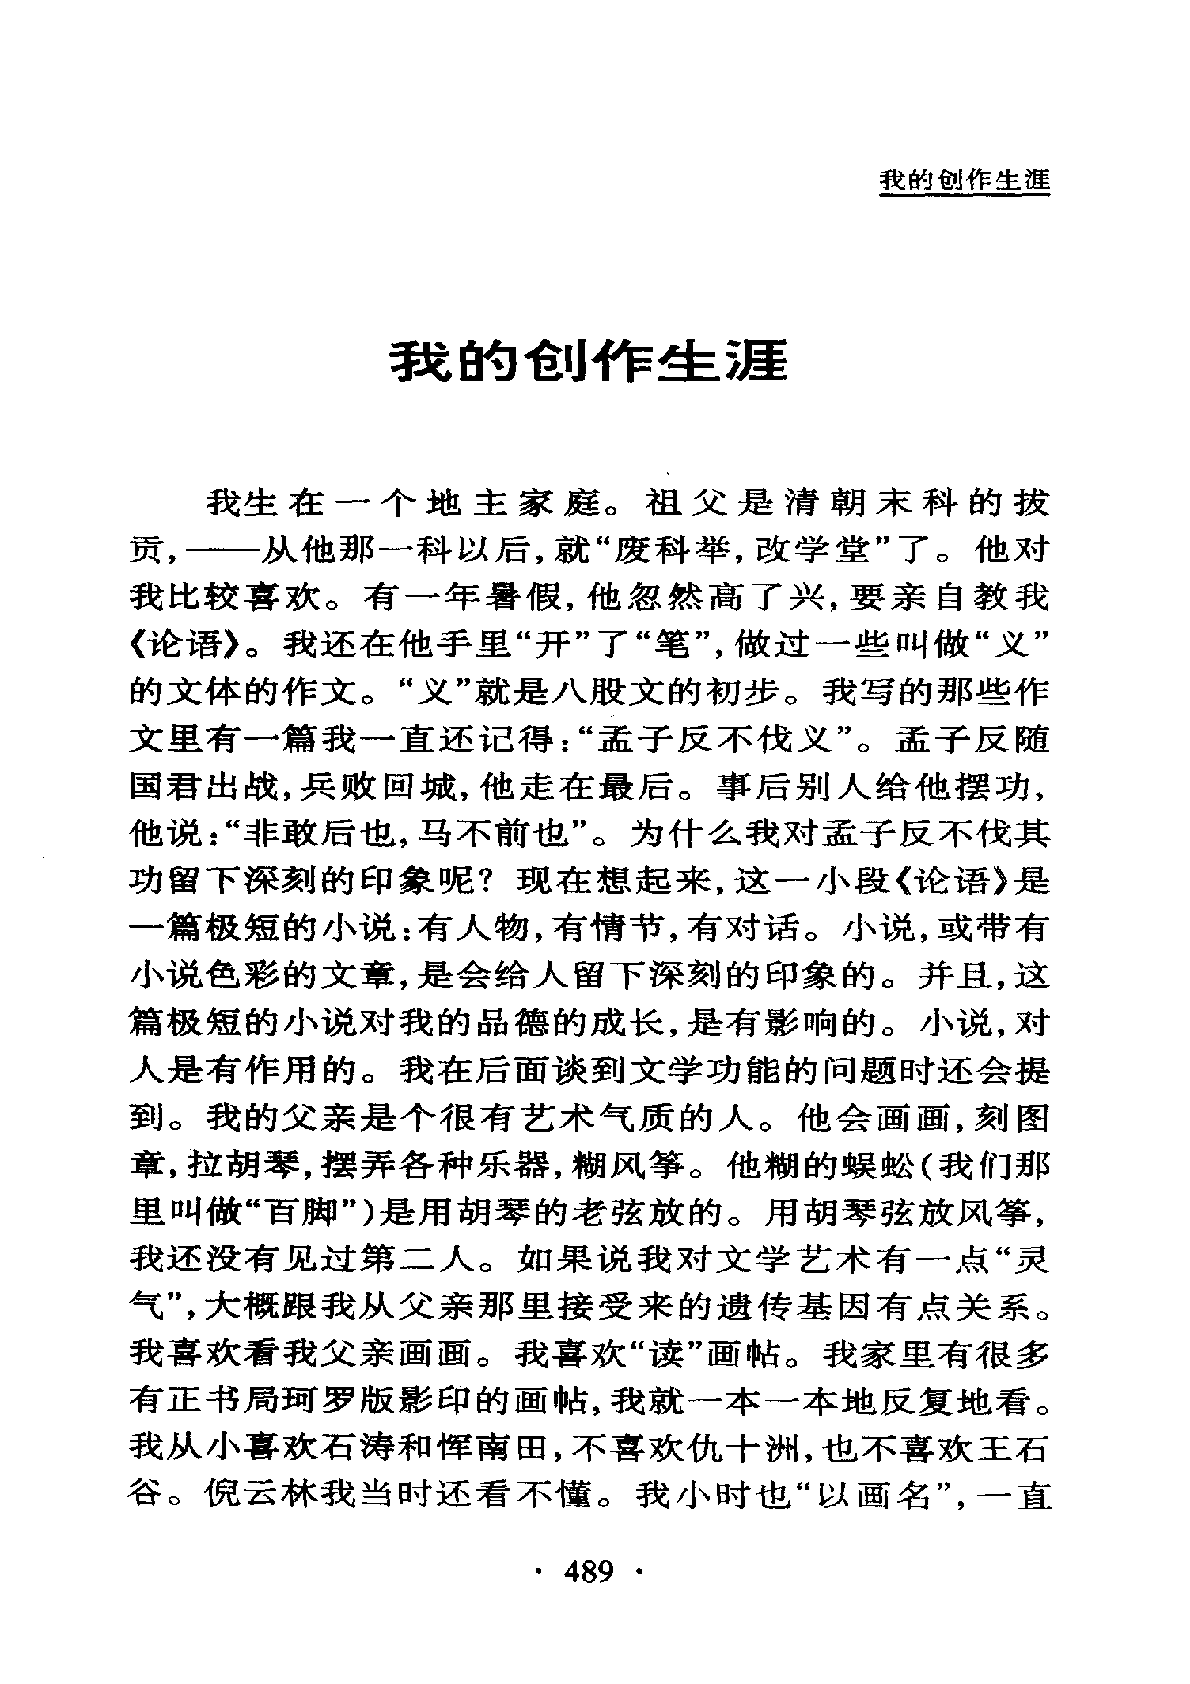 我的创作生涯
我的创作生涯
我生在一个地主家庭。祖父是清朝末科的拔
贡，——从他那一科以后，就“废科举，改学堂”了。他对
我比较喜欢。有一年暑假，他忽然高了兴，要亲自教我
《论语》。我还在他手里“开”了“笔”，做过一些叫做“义”
的文体的作文。“义”就是八股文的初步。我写的那些作
文里有一篇我一直还记得：“孟子反不伐义”。孟子反随
国君出战，兵败回城，他走在最后。事后别人给他摆功，
他说：“非敢后也，马不前也”。为什么我对孟子反不伐其
功留下深刻的印象呢？现在想起来，这一小段《论语》是
一篇极短的小说：有人物，有情节，有对话。小说，或带有
小说色彩的文章，是会给人留下深刻的印象的。并且，这
篇极短的小说对我的品德的成长，是有影响的。小说，对
人是有作用的。我在后面谈到文学功能的问题时还会提
到。我的父亲是个很有艺术气质的人。他会画画，刻图
章，拉胡琴，摆弄各种乐器，糊风筝。他糊的蜈蚣（我们那
里叫做“百脚”）是用胡琴的老弦放的。用胡琴弦放风筝，
我还没有见过第二人。如果说我对文学艺术有一点“灵
气”，大概跟我从父亲那里接受来的遗传基因有点关系。
我喜欢看我父亲画画。我喜欢“读”画帖。我家里有很多
有正书局珂罗版影印的画帖，我就一本一本地反复地看。
我从小喜欢石涛和恽南田，不喜欢仇十洲，也不喜欢王石
谷。倪云林我当时还看不懂。我小时也“以画名”，一直
· 489 ·